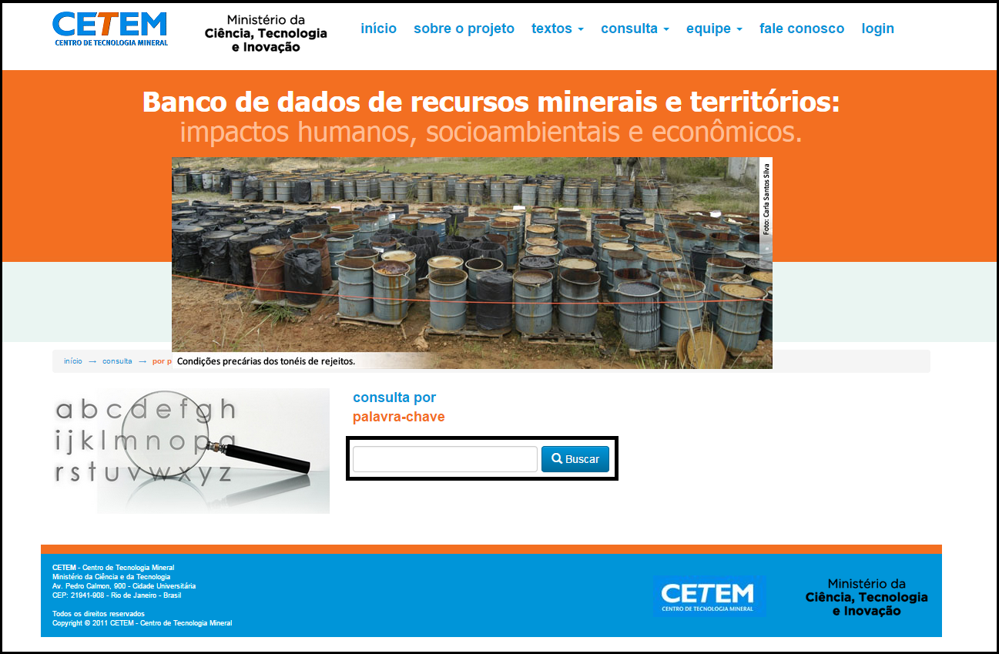 CETEM
CENTRO DE TECNOLOGIA MINERAL
Ministério da
Ciência, Tecnologia
e Inovação
início sobre o projeto textos consulta equipe fale conosco login
Banco de dados de recursos minerais e territórios:
impactos humanos, socioambientais e econômicos.
Foto: Carla Santos Silva
Condições precárias dos tonéis de rejeitos.
início → consulta → por p
a b c d e f g h
i j k l m n o p q
r s t u v w x y z
consulta por
palavra-chave
Buscar
CETEM - Centro de Tecnologia Mineral
Ministério da Ciência e da Tecnologia
Av. Pedro Calmon, 900 - Cidade Universitária
CEP: 21941-908 - Rio de Janeiro - Brasil
Todos os direitos reservados
Copyright © 2011 CETEM - Centro de Tecnologia Mineral
CETEM
CENTRO DE TECNOLOGIA MINERAL
Ministério da
Ciência, Tecnologia
e Inovação